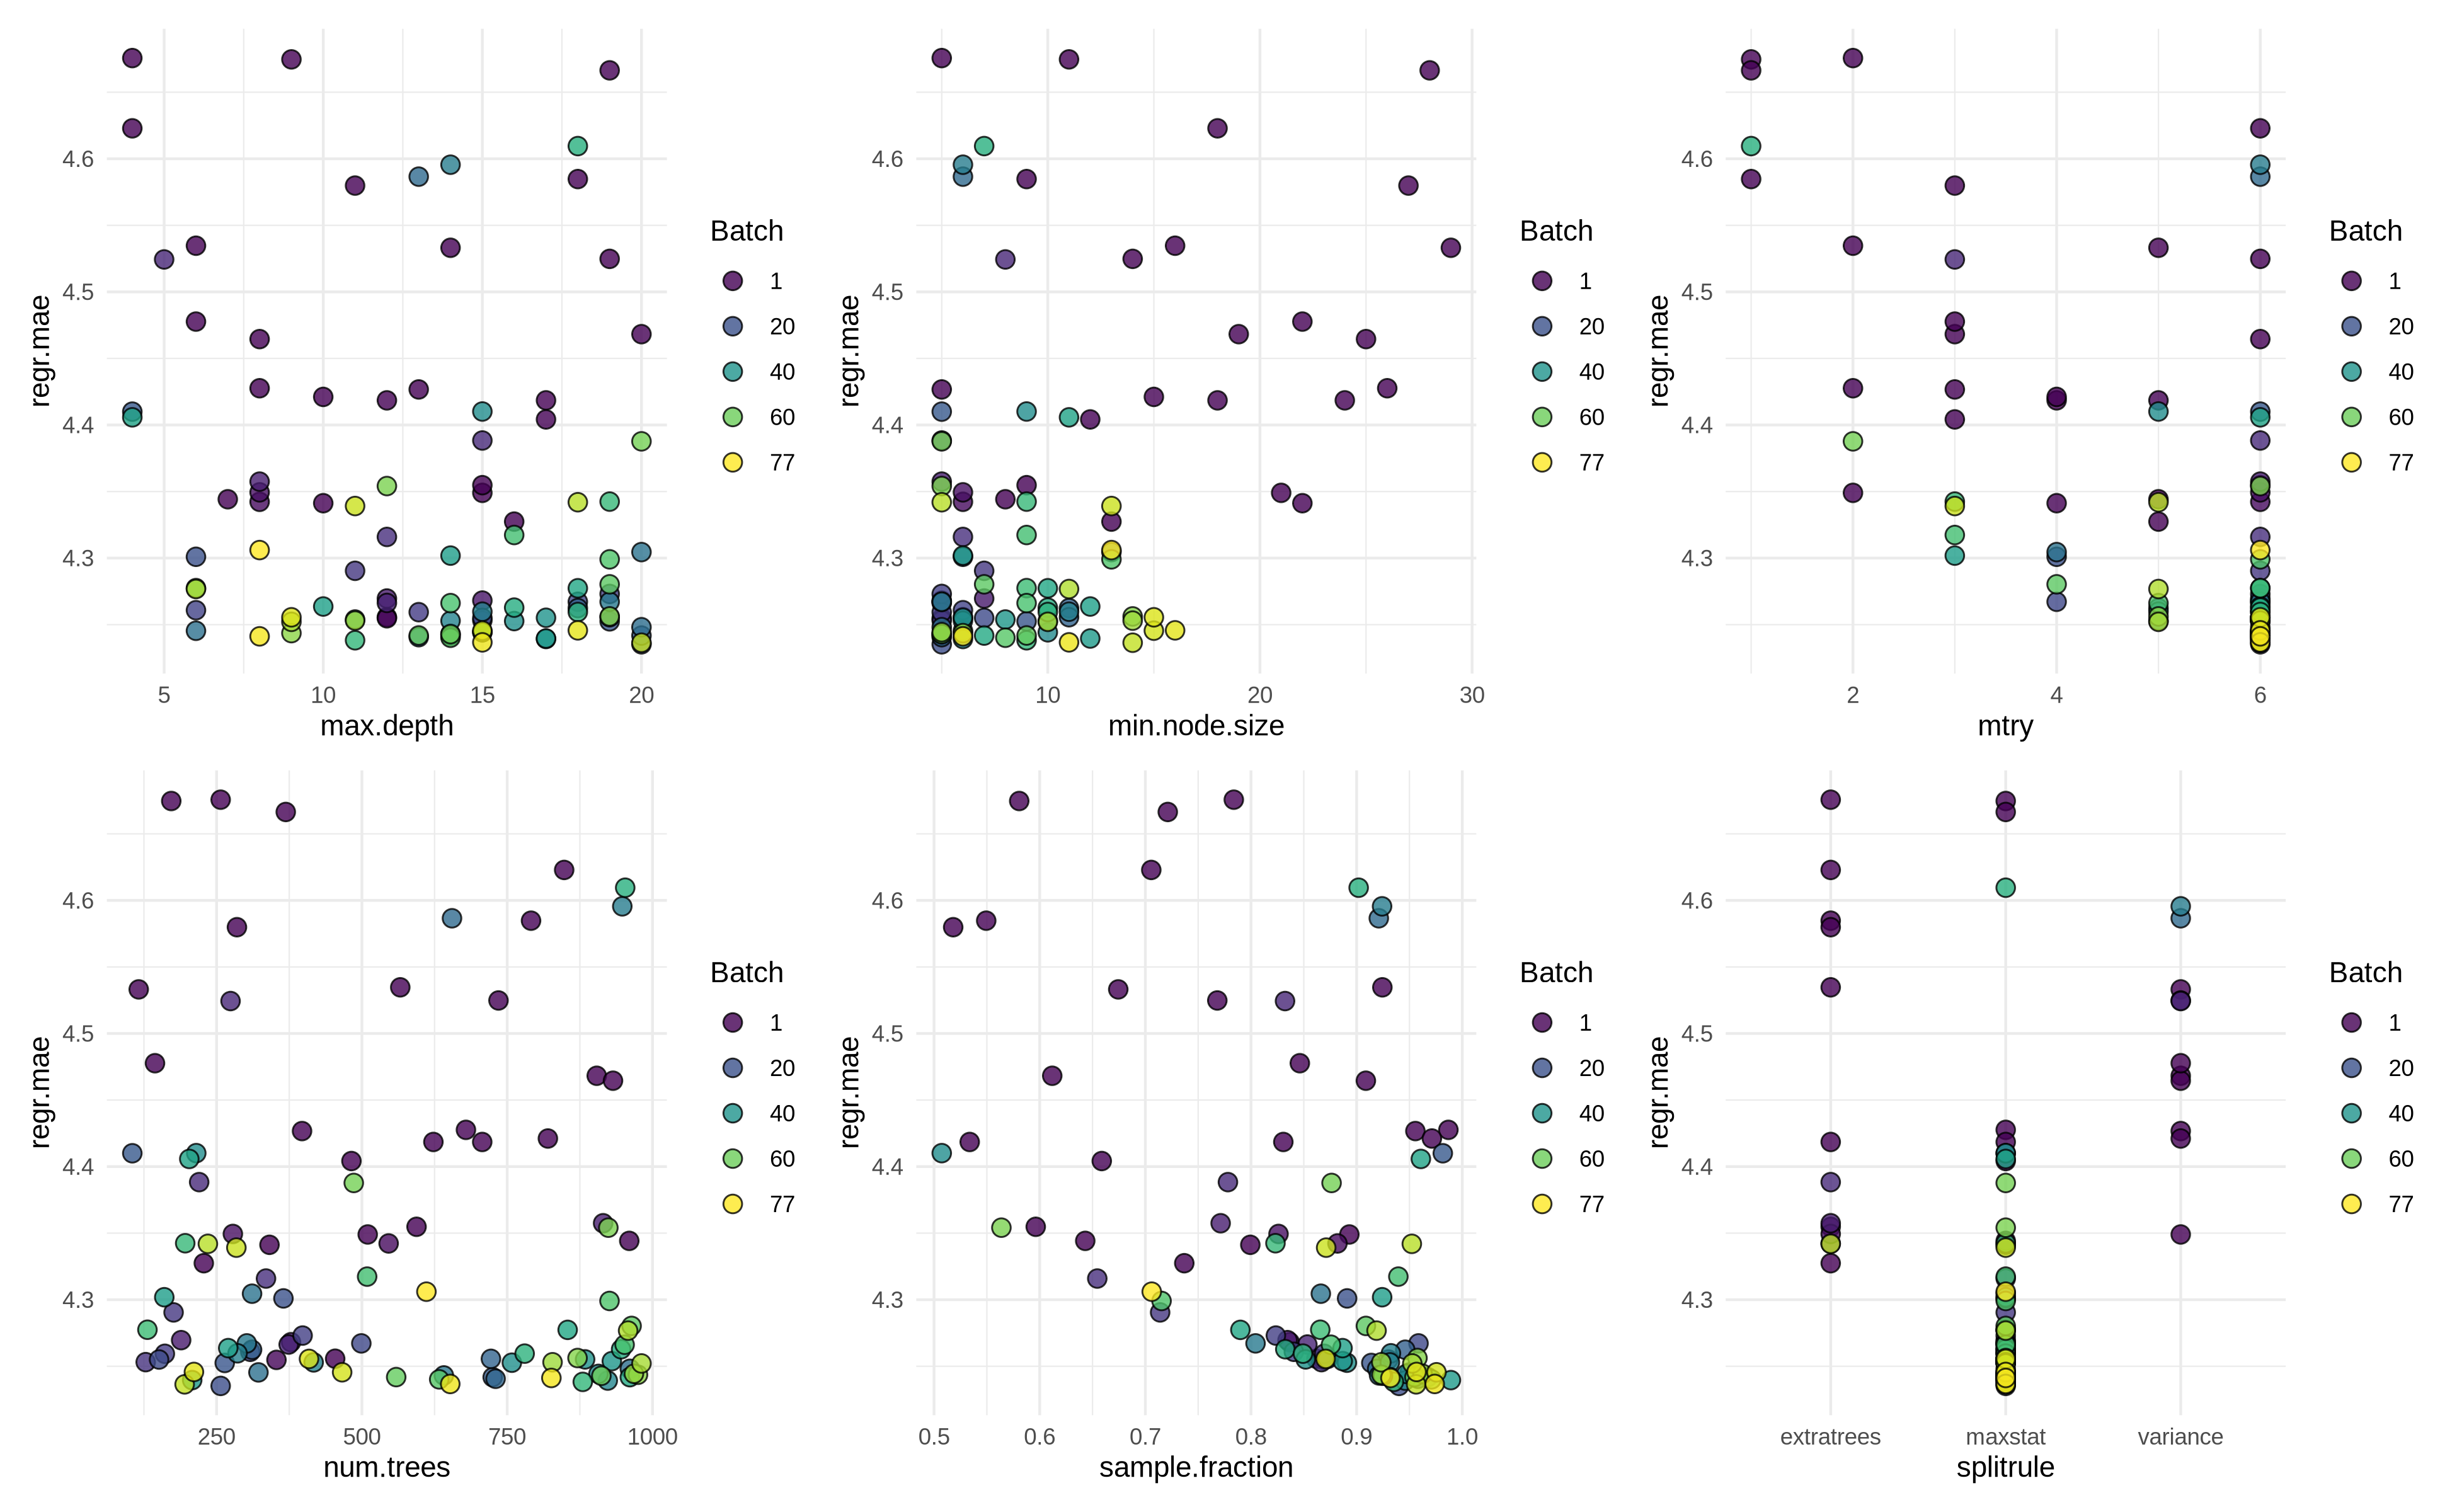 4.6
4.5
4.4
4.3
regr.mae
5 10 15 20
max.depth
Batch
1
20
40
60
77
4.6
4.5
4.4
4.3
regr.mae
10 20 30
min.node.size
Batch
1
20
40
60
77
4.6
4.5
4.4
4.3
regr.mae
2 4 6
mtry
Batch
1
20
40
60
77
4.6
4.5
4.4
4.3
regr.mae
250 500 750 1000
num.trees
Batch
1
20
40
60
77
4.6
4.5
4.4
4.3
regr.mae
0.5 0.6 0.7 0.8 0.9 1.0
sample.fraction
Batch
1
20
40
60
77
4.6
4.5
4.4
4.3
regr.mae
extratrees maxstat variance
splitrule
Batch
1
20
40
60
77